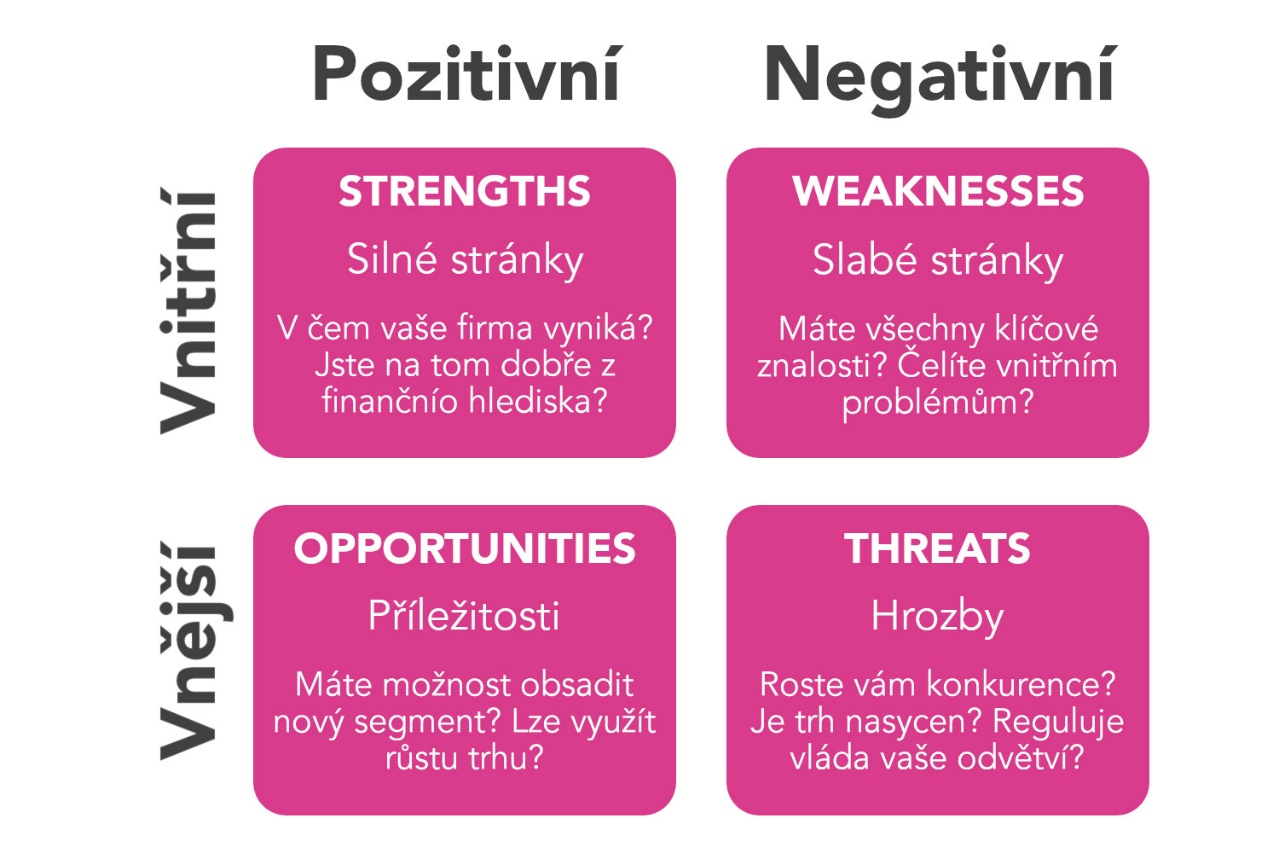 Pozitivní
Negativní
Vnitřní
STRENGTHS
Silné stránky
V čem vaše firma vyniká?
Jste na tom dobře z
finančnío hlediska?
WEAKNESSES
Slabé stránky
Máte všechny klíčové
znalosti? Čelíte vnitřním
problémům?
Vnější
OPPORTUNITIES
Příležitosti
Máte možnost obsadit
nový segment? Lze využít
růstu trhu?
THREATS
Hrozby
Roste vám konkurence?
Je trh nasycen? Reguluje
vláda vaše odvětví?